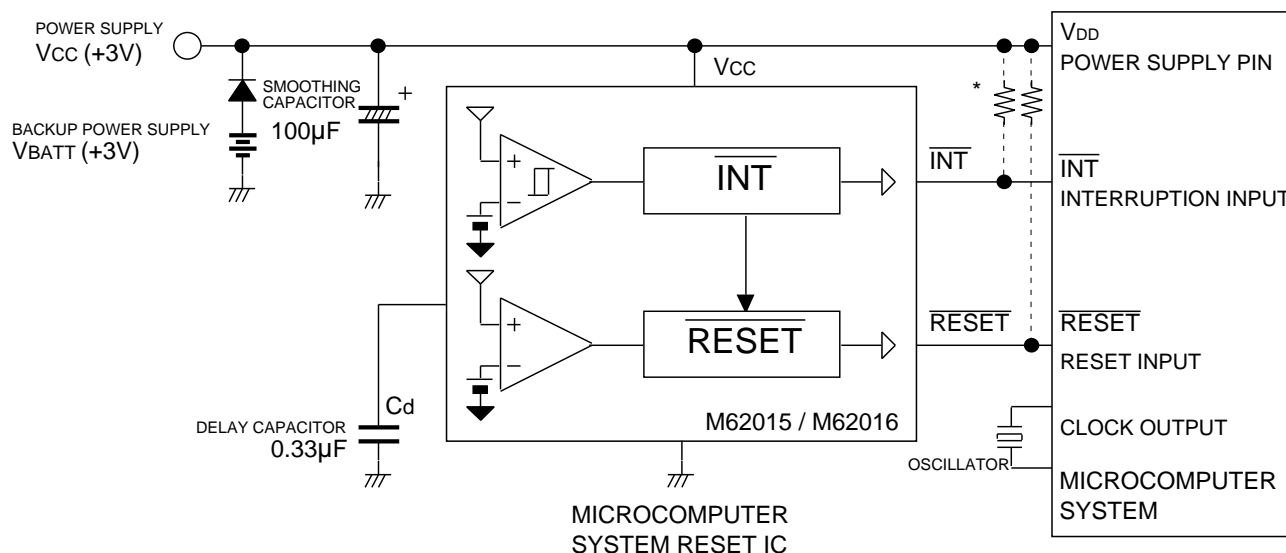 POWER SUPPLY
VCC (+3V)
SMOOTHING
CAPACITOR
100µF
+
BACKUP POWER SUPPLY
VBATT (+3V)
VCC
*
VDD
POWER SUPPLY PIN
+
−
INT
INT
INT
INTERRUPTION INPUT
+
−
RESET
RESET
RESET
RESET INPUT
Cd
DELAY CAPACITOR
0.33µF
M62015 / M62016
CLOCK OUTPUT
OSCILLATOR
MICROCOMPUTER
SYSTEM
MICROCOMPUTER
SYSTEM RESET IC